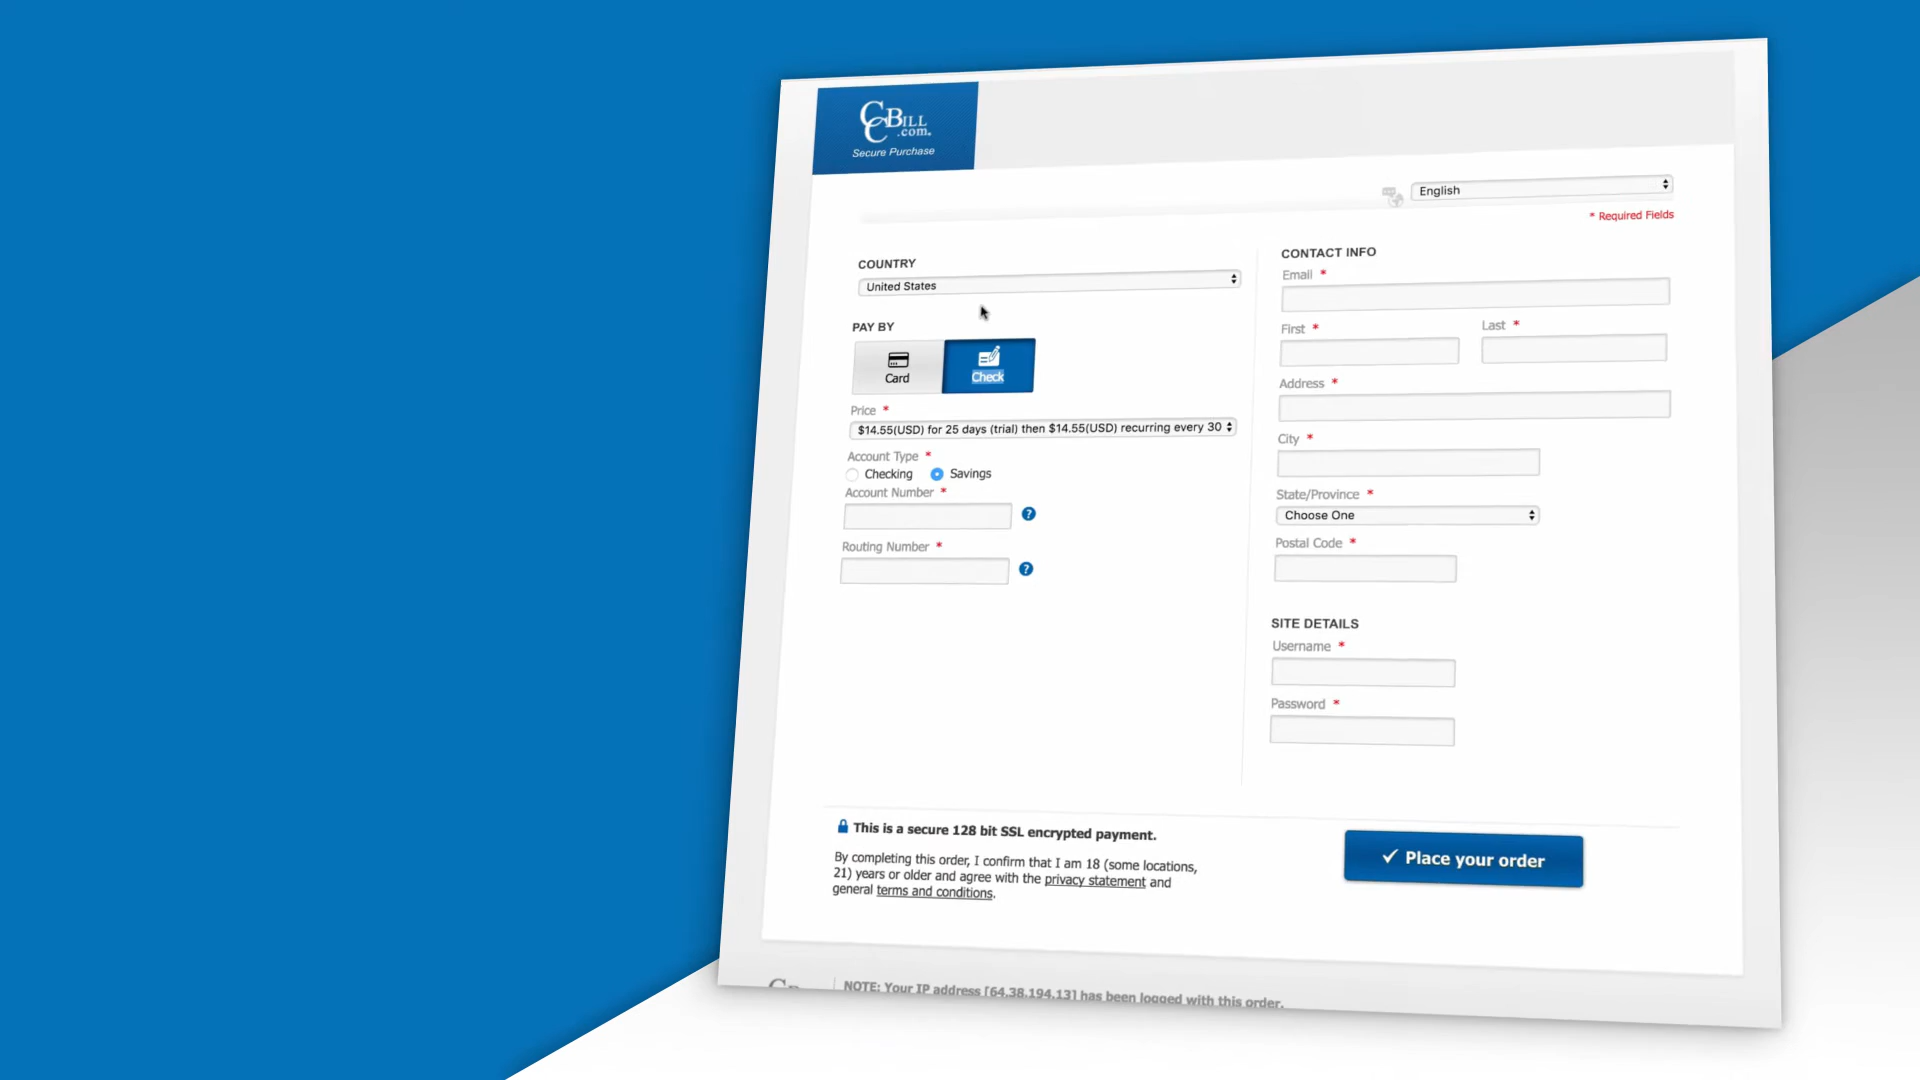 CCBILL
.com.
Secure Purchase
English
* Required Fields
COUNTRY
United States
PAY BY
Card
Check
Price *
$14.55(USD) for 25 days (trial) then $14.55(USD) recurring every 30
Account Type *
Checking
Savings
Account Number *
?
Routing Number *
?
CONTACT INFO
Email *
First *
Last *
Address *
City *
State/Province *
Choose One
Postal Code *
SITE DETAILS
Username *
Password *
This is a secure 128 bit SSL encrypted payment.
By completing this order, I confirm that I am 18 (some locations,
21) years or older and agree with the privacy statement and
general terms and conditions.
Place your order
NOTE: Your IP address [64.38.194.13] has been logged with this order.